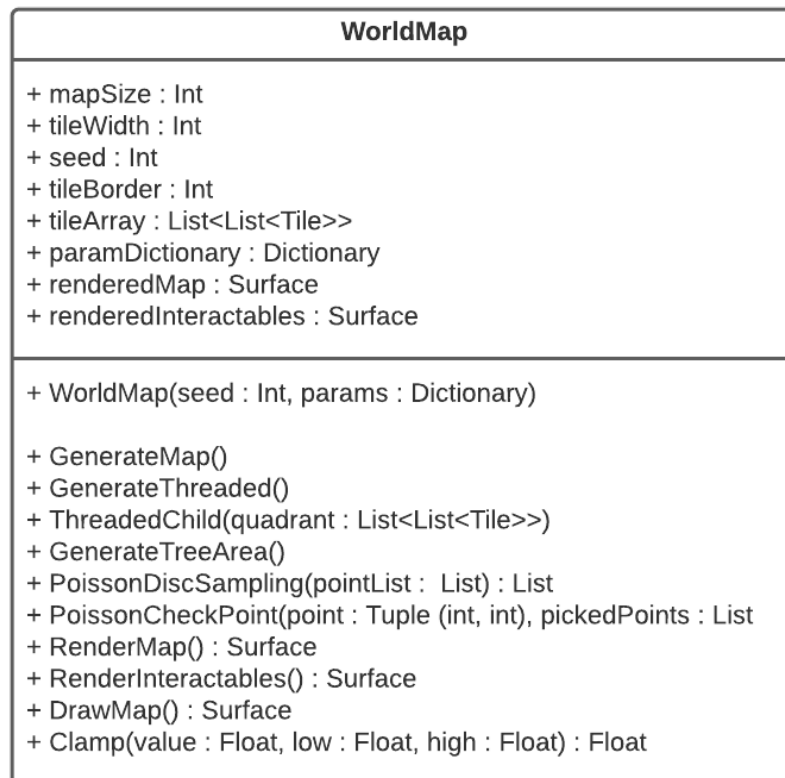 WorldMap
+ mapSize : Int
+ tileWidth : Int
+ seed : Int
+ tileBorder : Int
+ tileArray : List<List<Tile>>
+ paramDictionary : Dictionary
+ renderedMap : Surface
+ renderedInteractables : Surface
+ WorldMap(seed : Int, params : Dictionary)
+ GenerateMap()
+ GenerateThreaded()
+ ThreadedChild(quadrant : List<List<Tile>>)
+ GenerateTreeArea()
+ PoissonDiscSampling(pointList :  List) : List
+ PoissonCheckPoint(point : Tuple (int, int), pickedPoints : List
+ RenderMap() : Surface
+ RenderInteractables() : Surface
+ DrawMap() : Surface
+ Clamp(value : Float, low : Float, high : Float) : Float